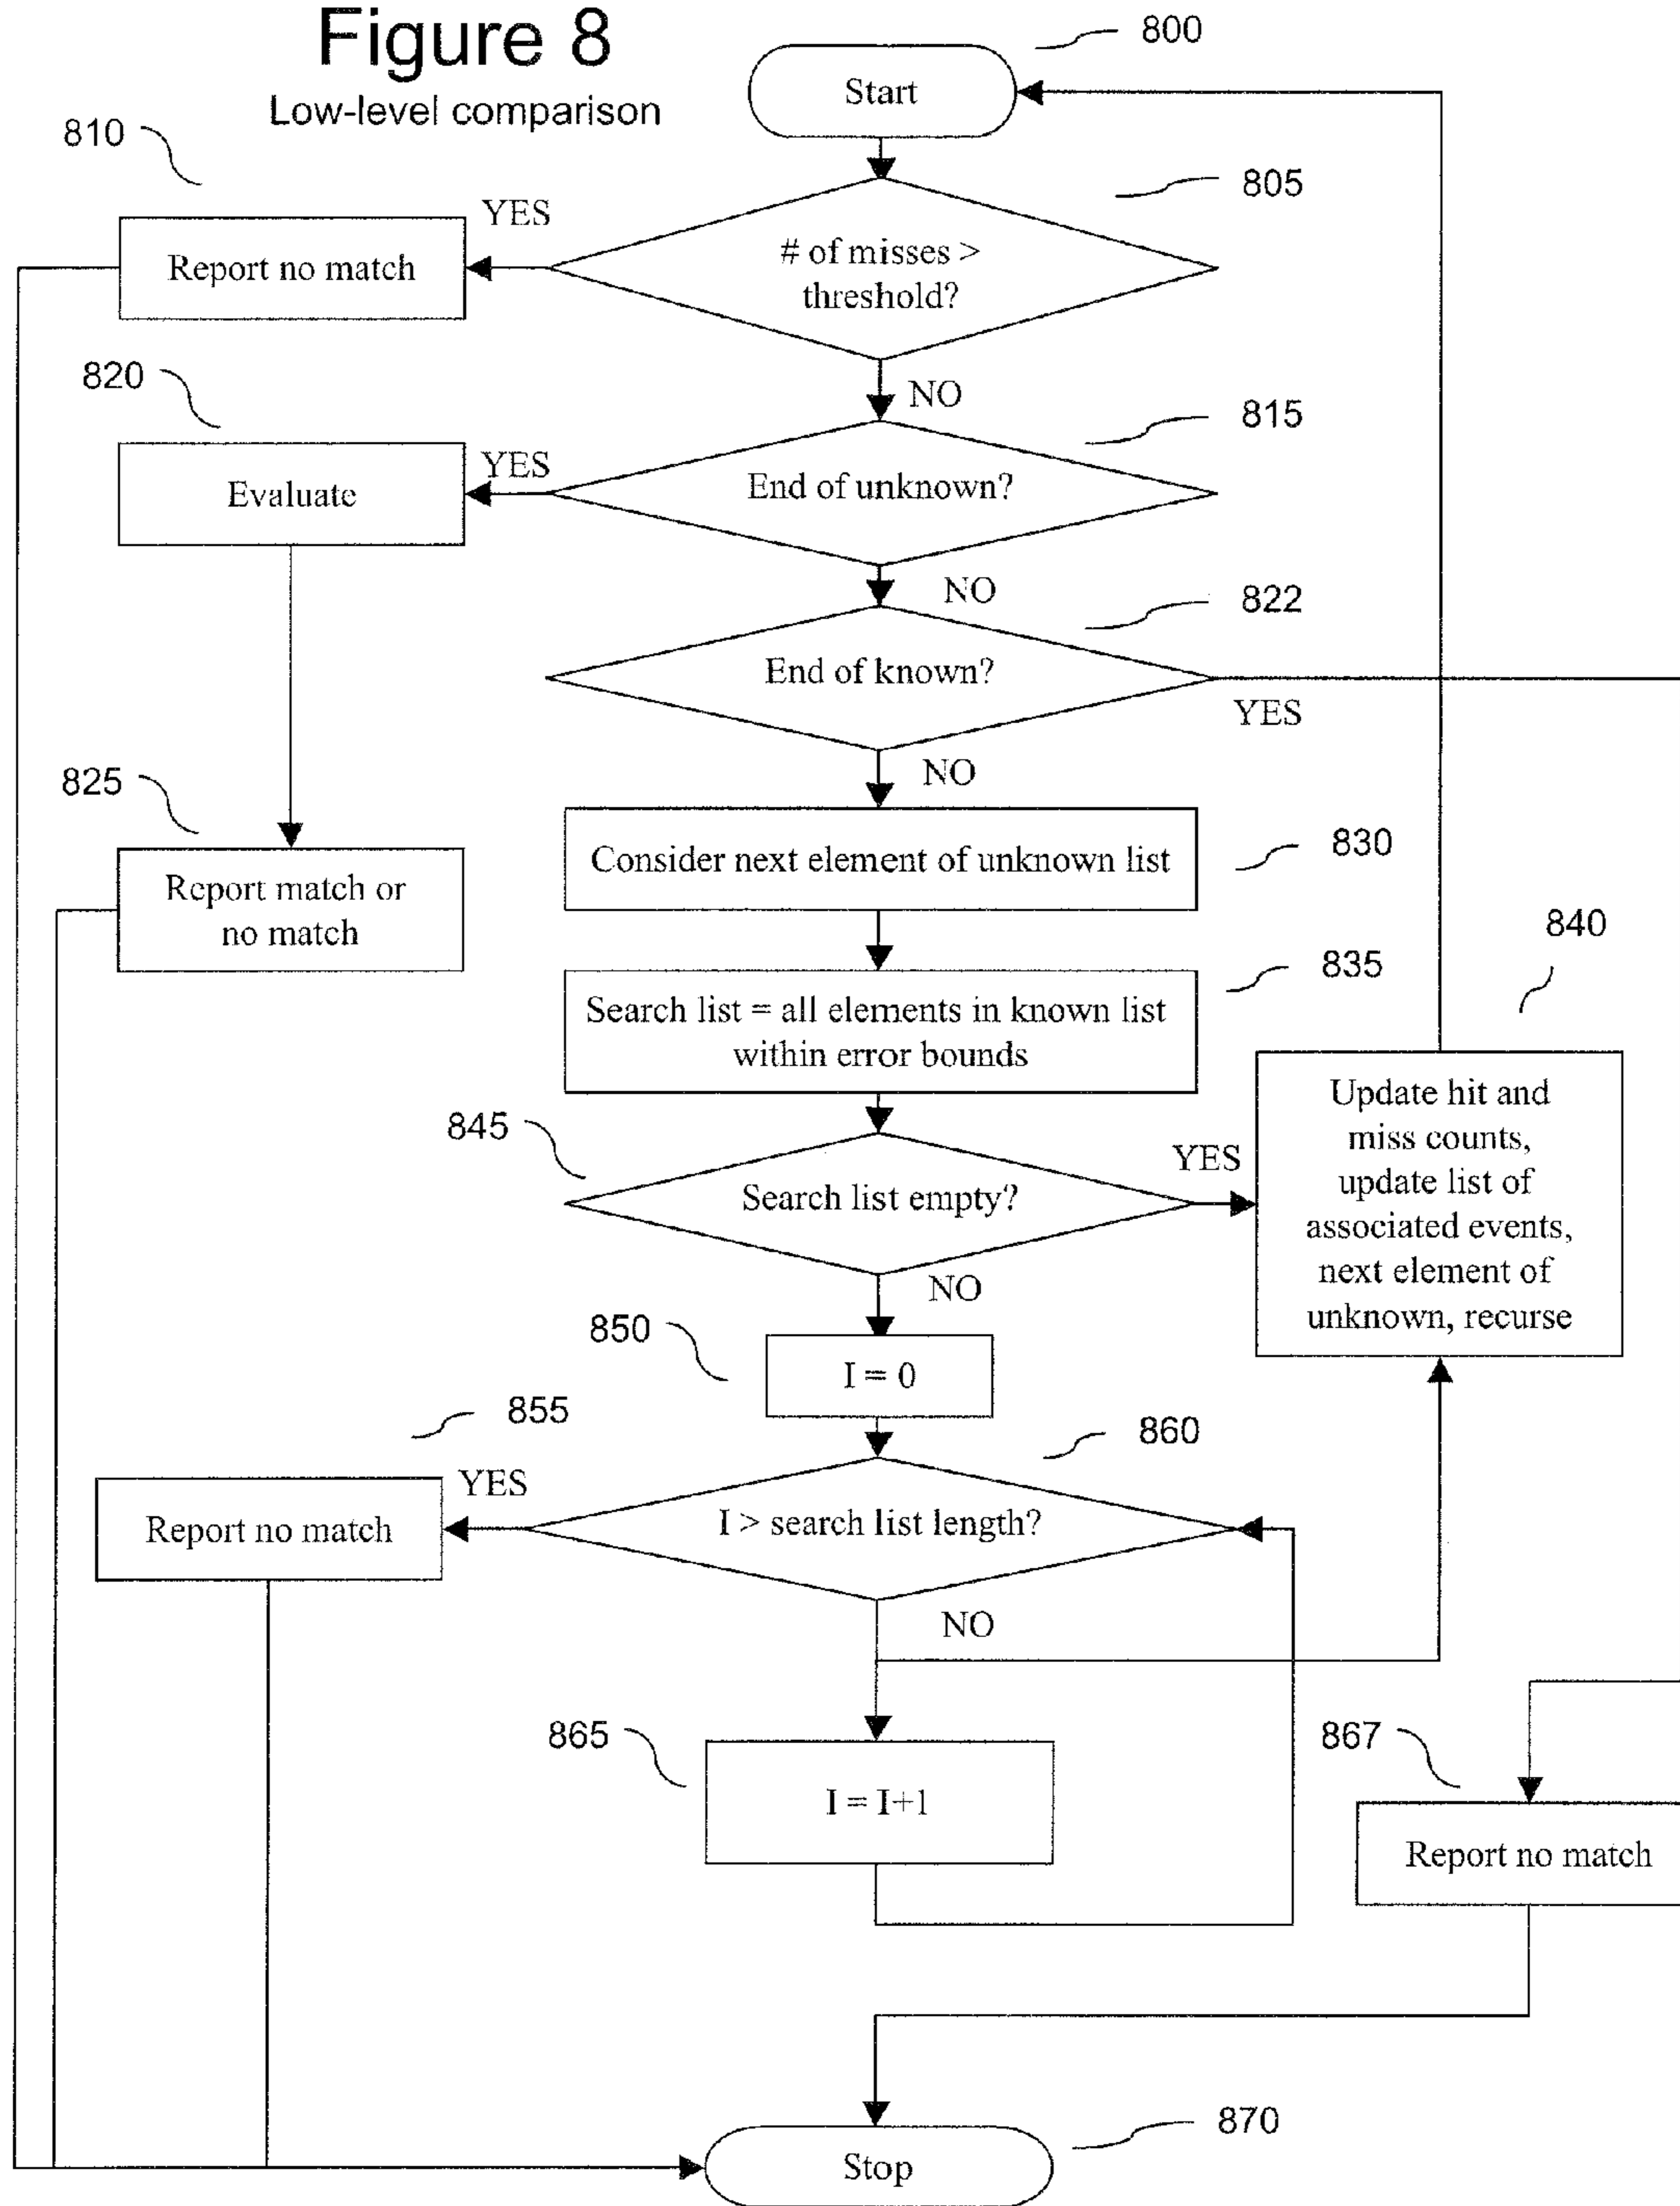 Figure 8
Low-level comparison
800
Start
810
805
YES
# of misses >
threshold?
Report no match
NO
820
815
YES
End of unknown?
Evaluate
NO
822
End of known?
YES
NO
825
830
Consider next element of unknown list
Report match or
no match
840
835
Search list = all elements in known list
within error bounds
Update hit and
miss counts,
update list of
associated events,
next element of
unknown, recurse
845
YES
Search list empty?
NO
850
I = 0
855
860
YES
I > search list length?
Report no match
NO
865
867
I = I+1
Report no match
870
Stop